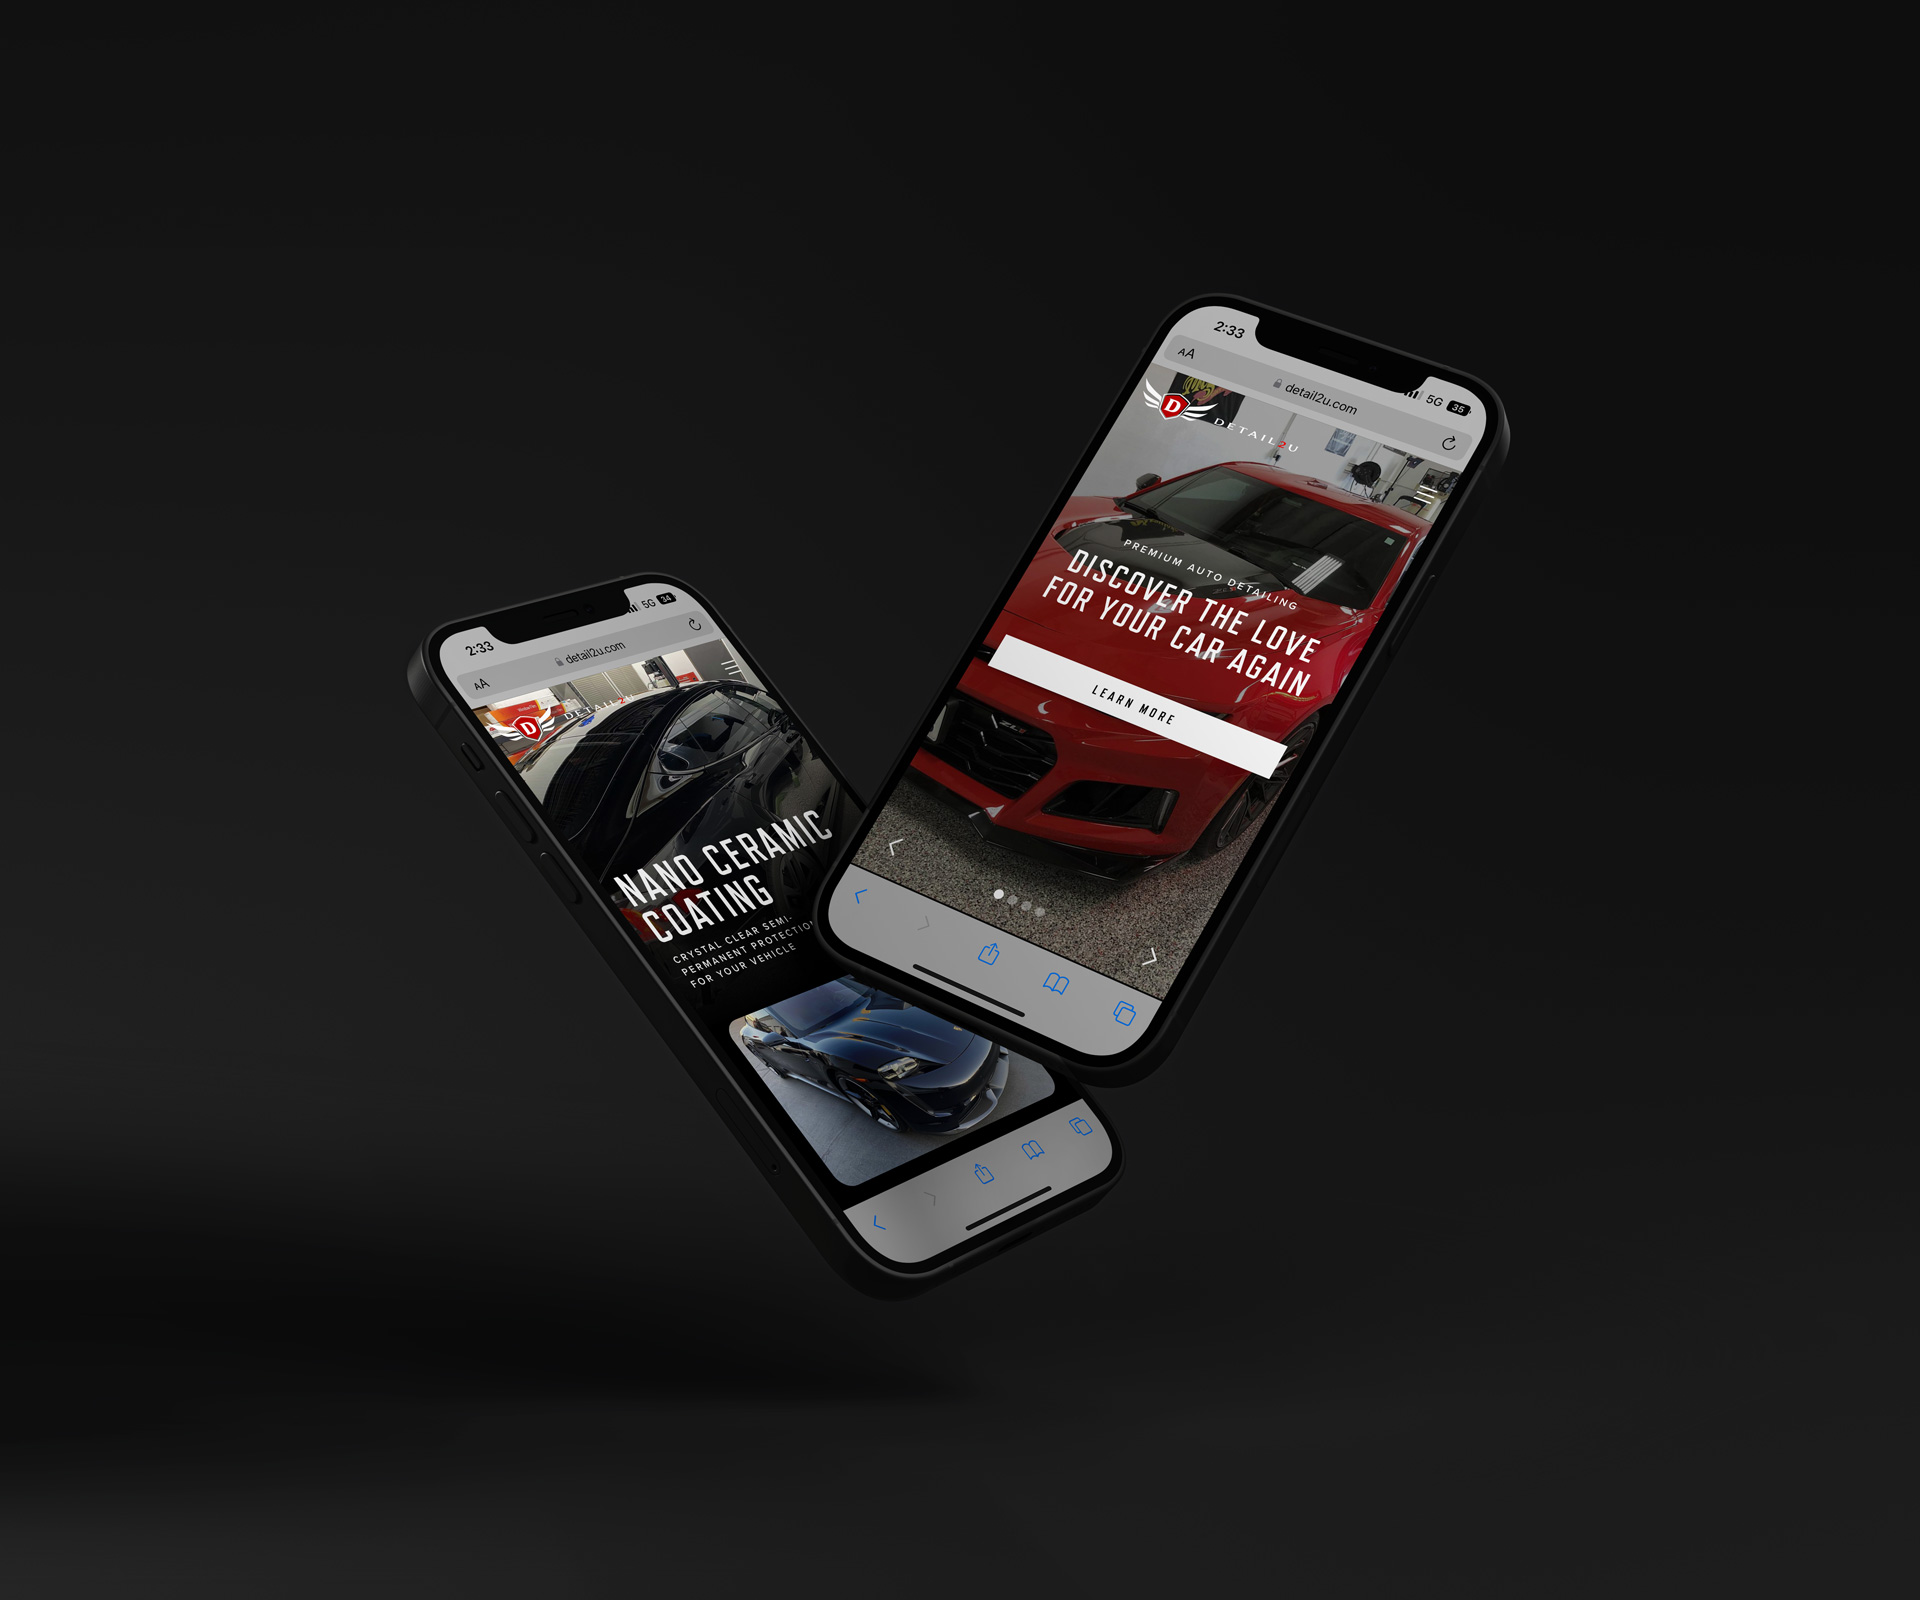 2:33
5G 34
detail2u.com
AA
D DETAIL2U
NANO CERAMIC
COATING
CRYSTAL CLEAR SEMI-
PERMANENT PROTECTION
FOR YOUR VEHICLE
2:33
5G 35
AA
detail2u.com
D DETAIL2U
PREMIUM AUTO DETAILING
DISCOVER THE LOVE
FOR YOUR CAR AGAIN
LEARN MORE
ZL1